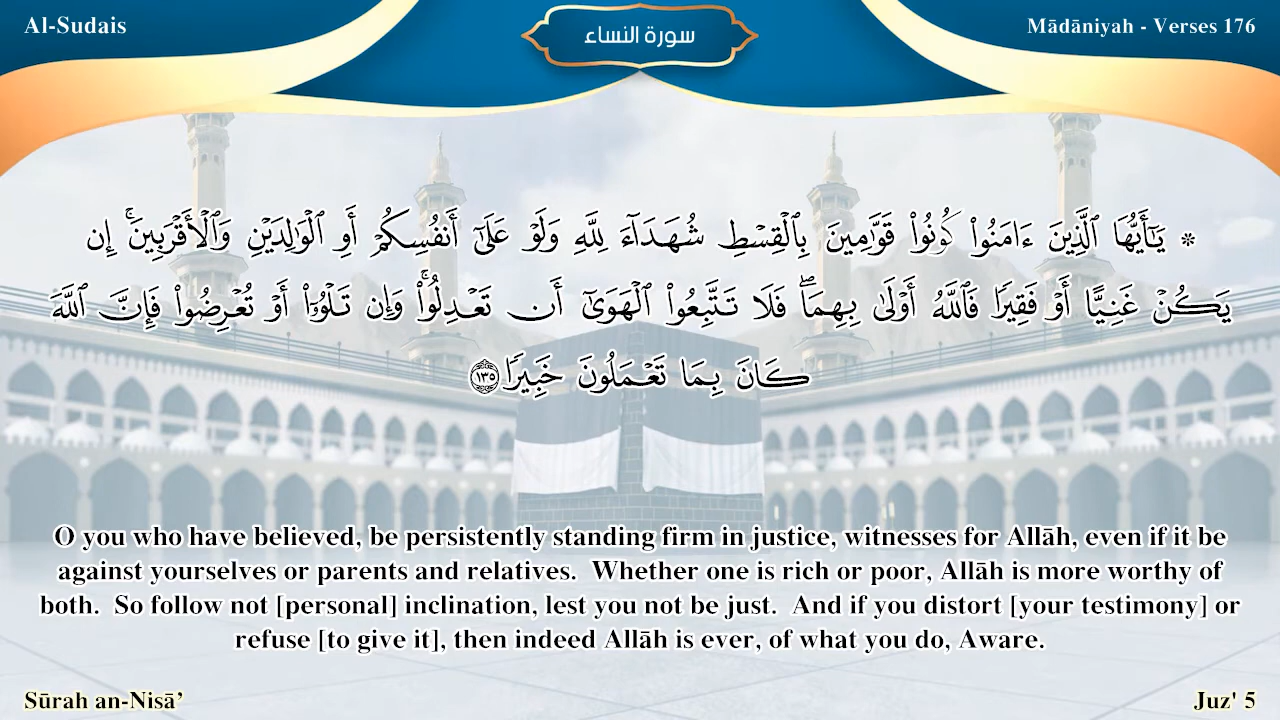 Al-Sudais
سورة النساء
Mādāniyah - Verses 176
۞ يَـٰٓأَيُّهَا ٱلَّذِينَ ءَامَنُوا۟ كُونُوا۟ قَوَّٰمِينَ بِٱلْقِسْطِ شُهَدَآءَ لِلَّهِ وَلَوْ عَلَىٰٓ أَنفُسِكُمْ أَوِ ٱلْوَٰلِدَيْنِ وَٱلْأَقْرَبِينَ ۚ إِن
يَكُنْ غَنِيًّا أَوْ فَقِيرًا فَٱللَّهُ أَوْلَىٰ بِهِمَا ۖ فَلَا تَتَّبِعُوا۟ ٱلْهَوَىٰٓ أَن تَعْدِلُوا۟ ۚ وَإِن تَلْوُۥٓا۟ أَوْ تُعْرِضُوا۟ فَإِنَّ ٱللَّهَ
كَانَ بِمَا تَعْمَلُونَ خَبِيرًا ١٣٥
O you who have believed, be persistently standing firm in justice, witnesses for Allāh, even if it be
against yourselves or parents and relatives.  Whether one is rich or poor, Allāh is more worthy of
both.  So follow not [personal] inclination, lest you not be just.  And if you distort [your testimony] or
refuse [to give it], then indeed Allāh is ever, of what you do, Aware.
Sūrah an-Nisā’
Juz' 5